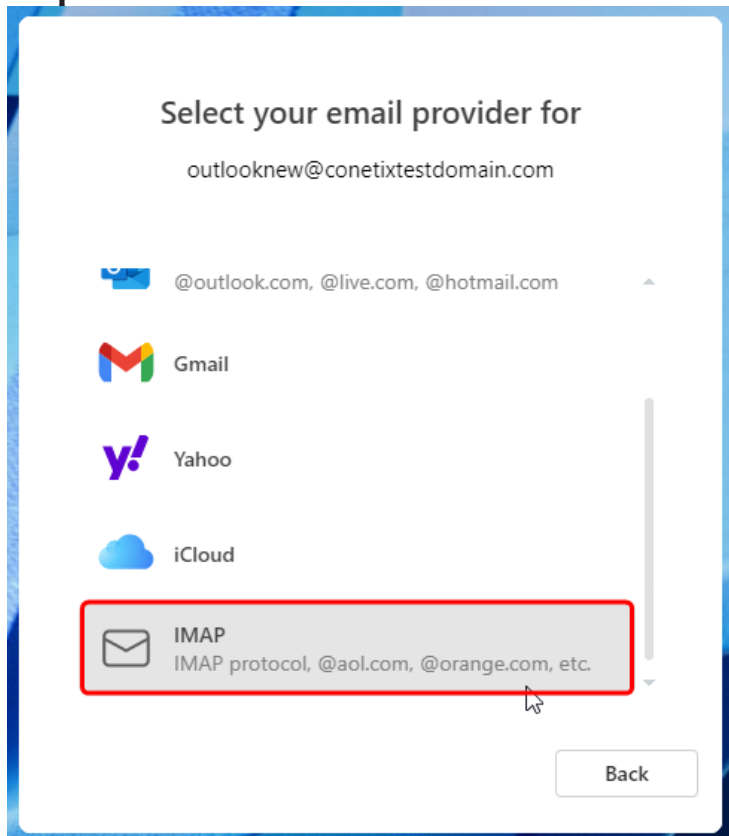 Select your email provider for
outlooknew@conetixtestdomain.com
@outlook.com, @live.com, @hotmail.com
Gmail
Yahoo
iCloud
IMAP
IMAP protocol, @aol.com, @orange.com, etc.
Back